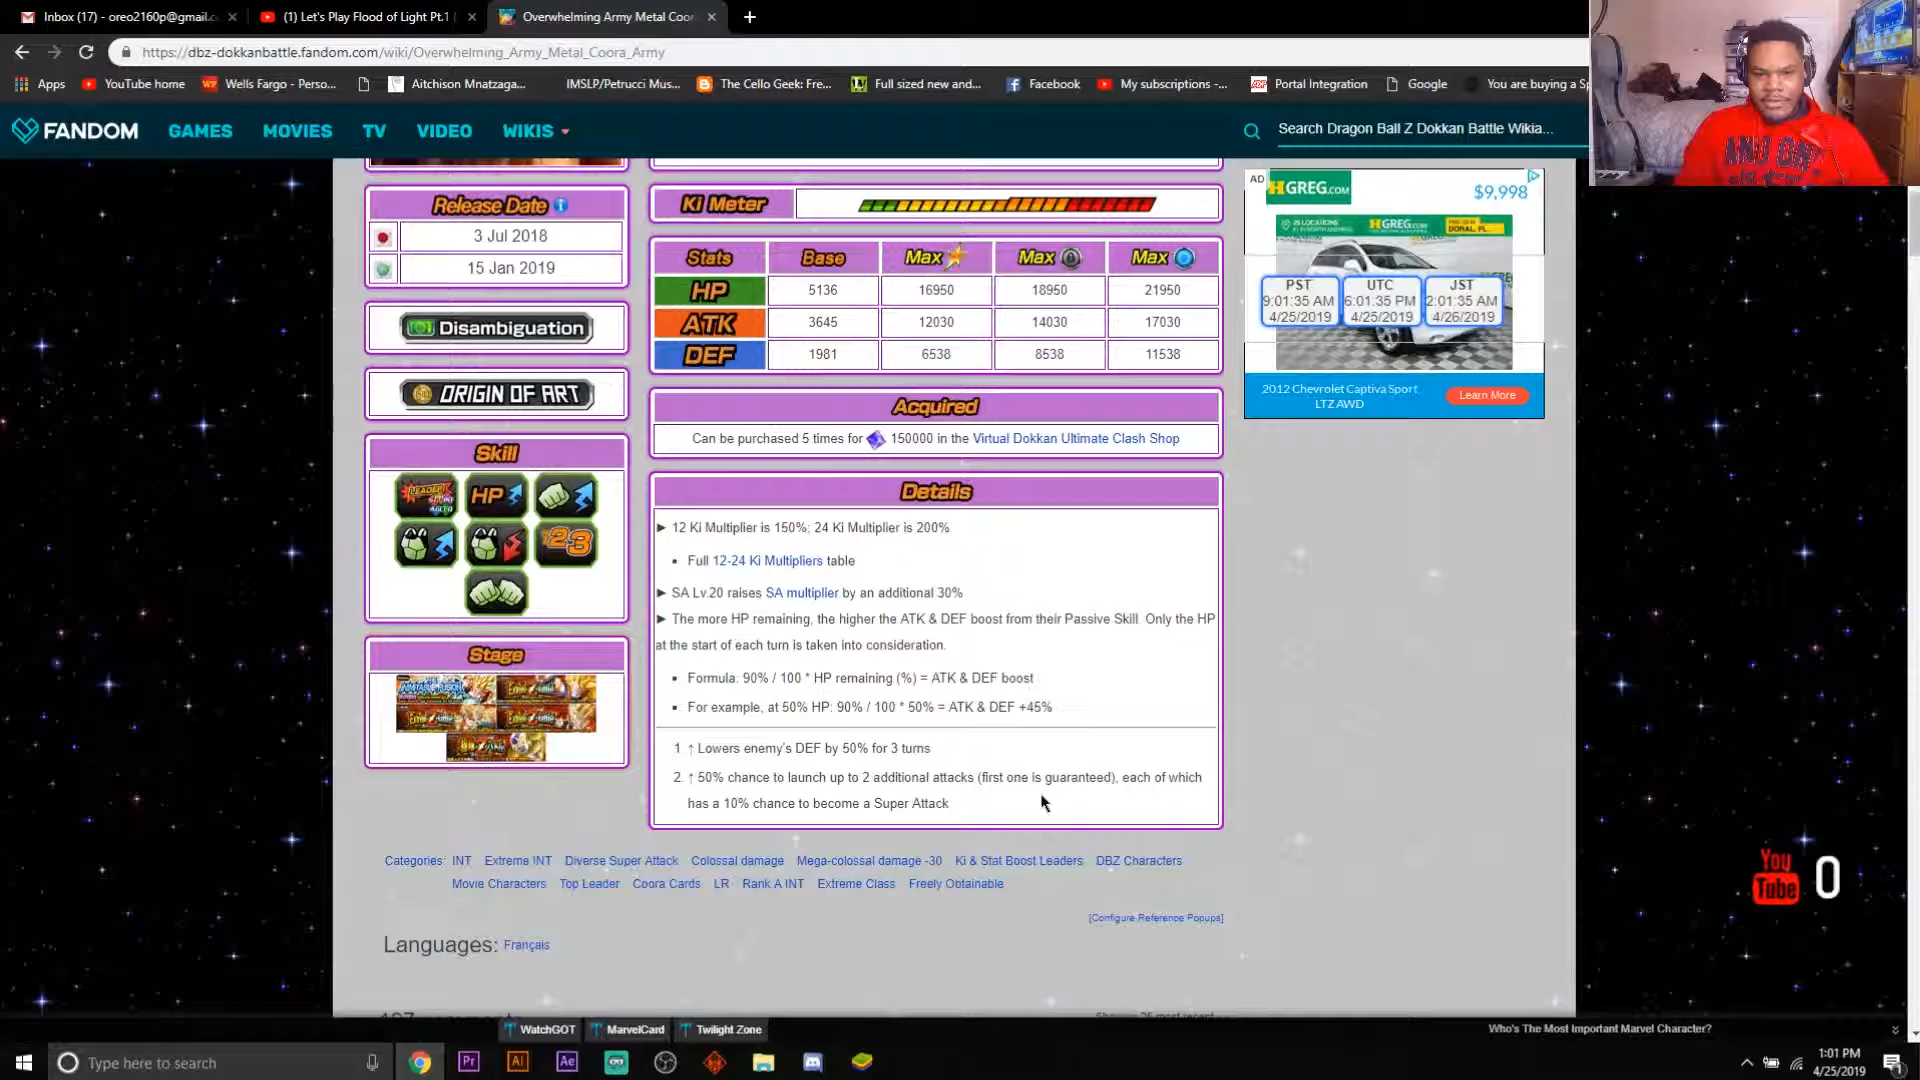 Inbox (17) - oreo2160p@gmail.c
(1) Let's Play Flood of Light Pt.1
Overwhelming Army Metal Coor
https://dbz-dokkanbattle.fandom.com/wiki/Overwhelming_Army_Metal_Coora_Army
Apps
YouTube home
Wells Fargo - Perso...
Aitchison Mnatzaga...
IMSLP/Petrucci Mus...
The Cello Geek: Fre...
Full sized new and...
Facebook
My subscriptions -...
Portal Integration
Google
You are buying a Sp
FANDOM
GAMES
MOVIES
TV
VIDEO
WIKIS
Search Dragon Ball Z Dokkan Battle Wikia...
AND ON
Release Date
3 Jul 2018
15 Jan 2019
Disambiguation
ORIGIN OF ART
Skill
LEADER
HP
123
Stage
Ki Meter
Stats Base Max Max Max
HP 5136 16950 18950 21950
ATK 3645 12030 14030 17030
DEF 1981 6538 8538 11538
Acquired
Can be purchased 5 times for 150000 in the Virtual Dokkan Ultimate Clash Shop
Details
► 12 Ki Multiplier is 150%; 24 Ki Multiplier is 200%
• Full 12-24 Ki Multipliers table
► SA Lv.20 raises SA multiplier by an additional 30%
► The more HP remaining, the higher the ATK & DEF boost from their Passive Skill. Only the HP
at the start of each turn is taken into consideration.
• Formula: 90% / 100 * HP remaining (%) = ATK & DEF boost
• For example, at 50% HP: 90% / 100 * 50% = ATK & DEF +45%
1. ↑ Lowers enemy's DEF by 50% for 3 turns
2. ↑ 50% chance to launch up to 2 additional attacks (first one is guaranteed), each of which
has a 10% chance to become a Super Attack
AD
HGREG.COM
$9,998
PST
9:01:35 AM
4/25/2019
UTC
6:01:35 PM
4/25/2019
JST
2:01:35 AM
4/26/2019
2012 Chevrolet Captiva Sport
LTZ AWD
Learn More
Categories: INT Extreme INT Diverse Super Attack Colossal damage Mega-colossal damage -30 Ki & Stat Boost Leaders DBZ Characters
Movie Characters Top Leader Coora Cards LR Rank A INT Extreme Class Freely Obtainable
[Configure Reference Popups]
Languages: Français
You
Tube
0
WatchGOT
MarvelCard
Twilight Zone
Who's The Most Important Marvel Character?
Type here to search
Pr
Ai
Ae
1:01 PM
4/25/2019
1